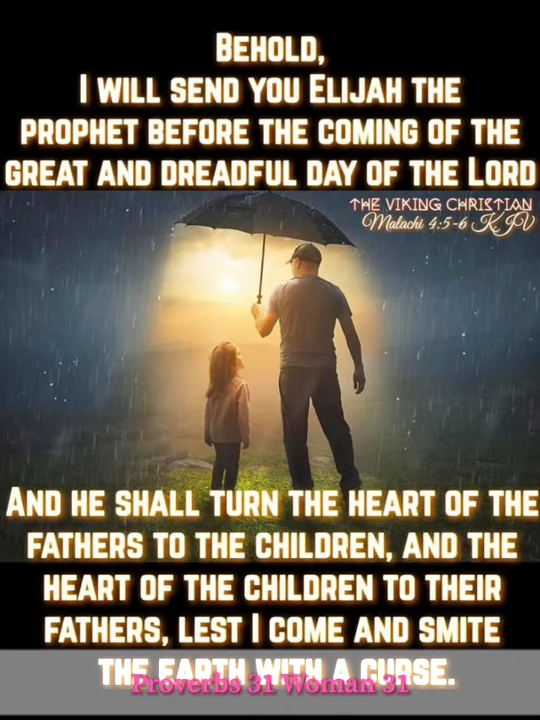 Behold,
I will send you Elijah the
prophet before the coming of the
great and dreadful day of the Lord
THE VIKING CHRISTIAN
Malachi 4:5-6 KJV
And he shall turn the heart of the
fathers to the children, and the
heart of the children to their
fathers, lest I come and smite
the earth with a curse.
Proverbs 31 Woman 31